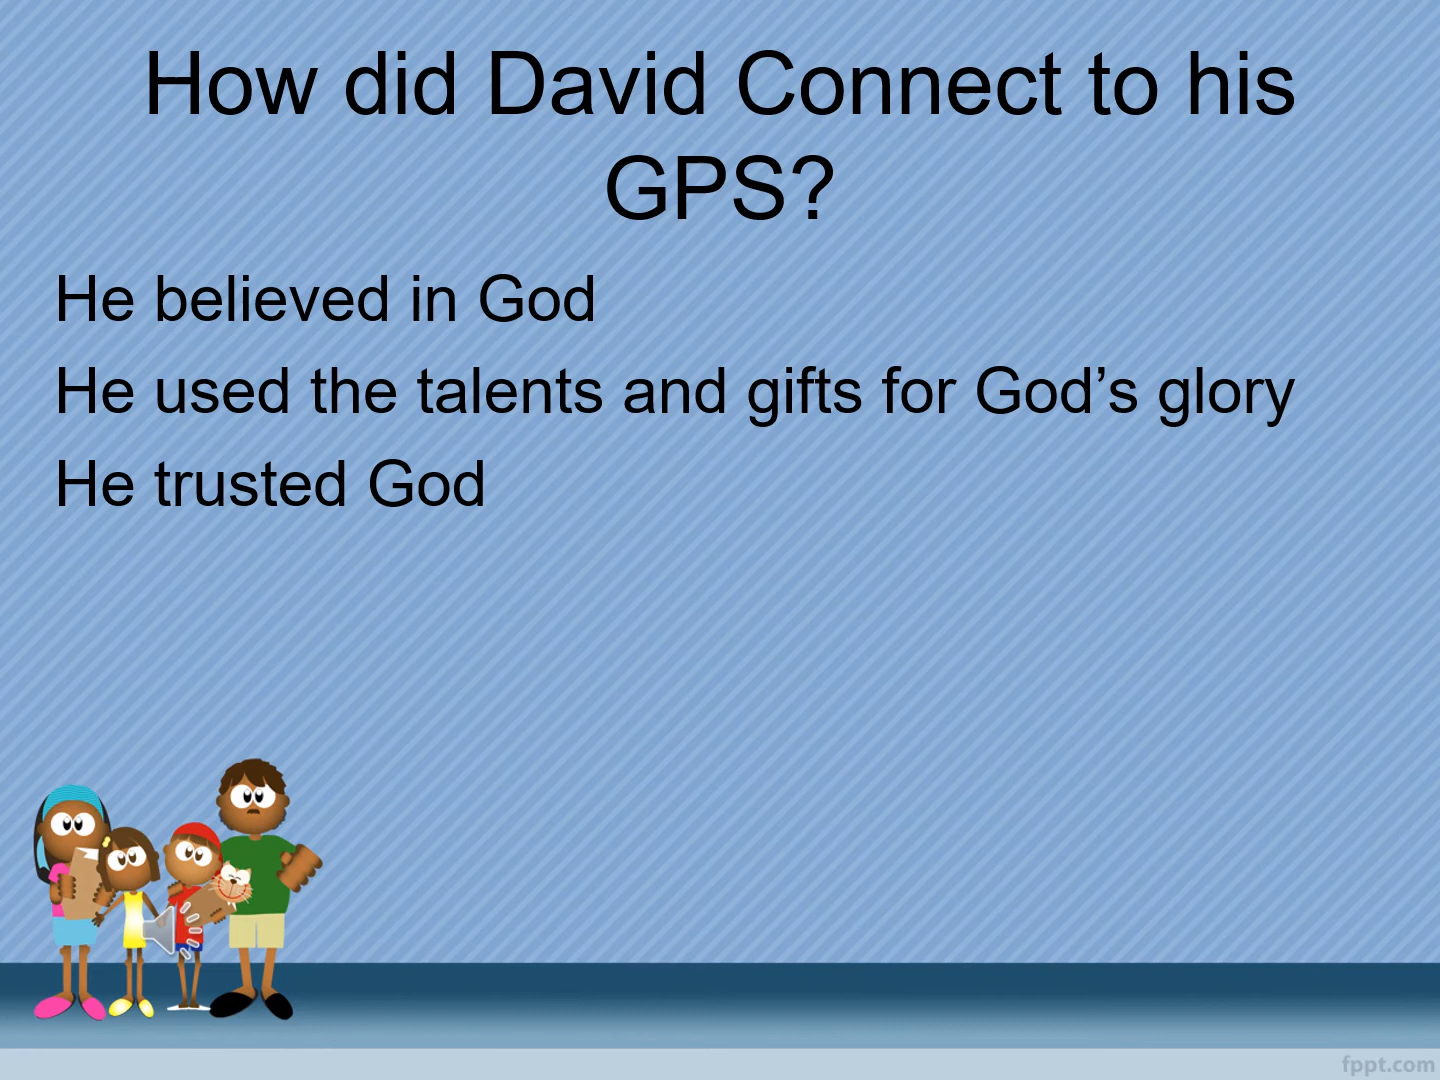 How did David Connect to his
GPS?
He believed in God
He used the talents and gifts for God’s glory
He trusted God
fppt.com